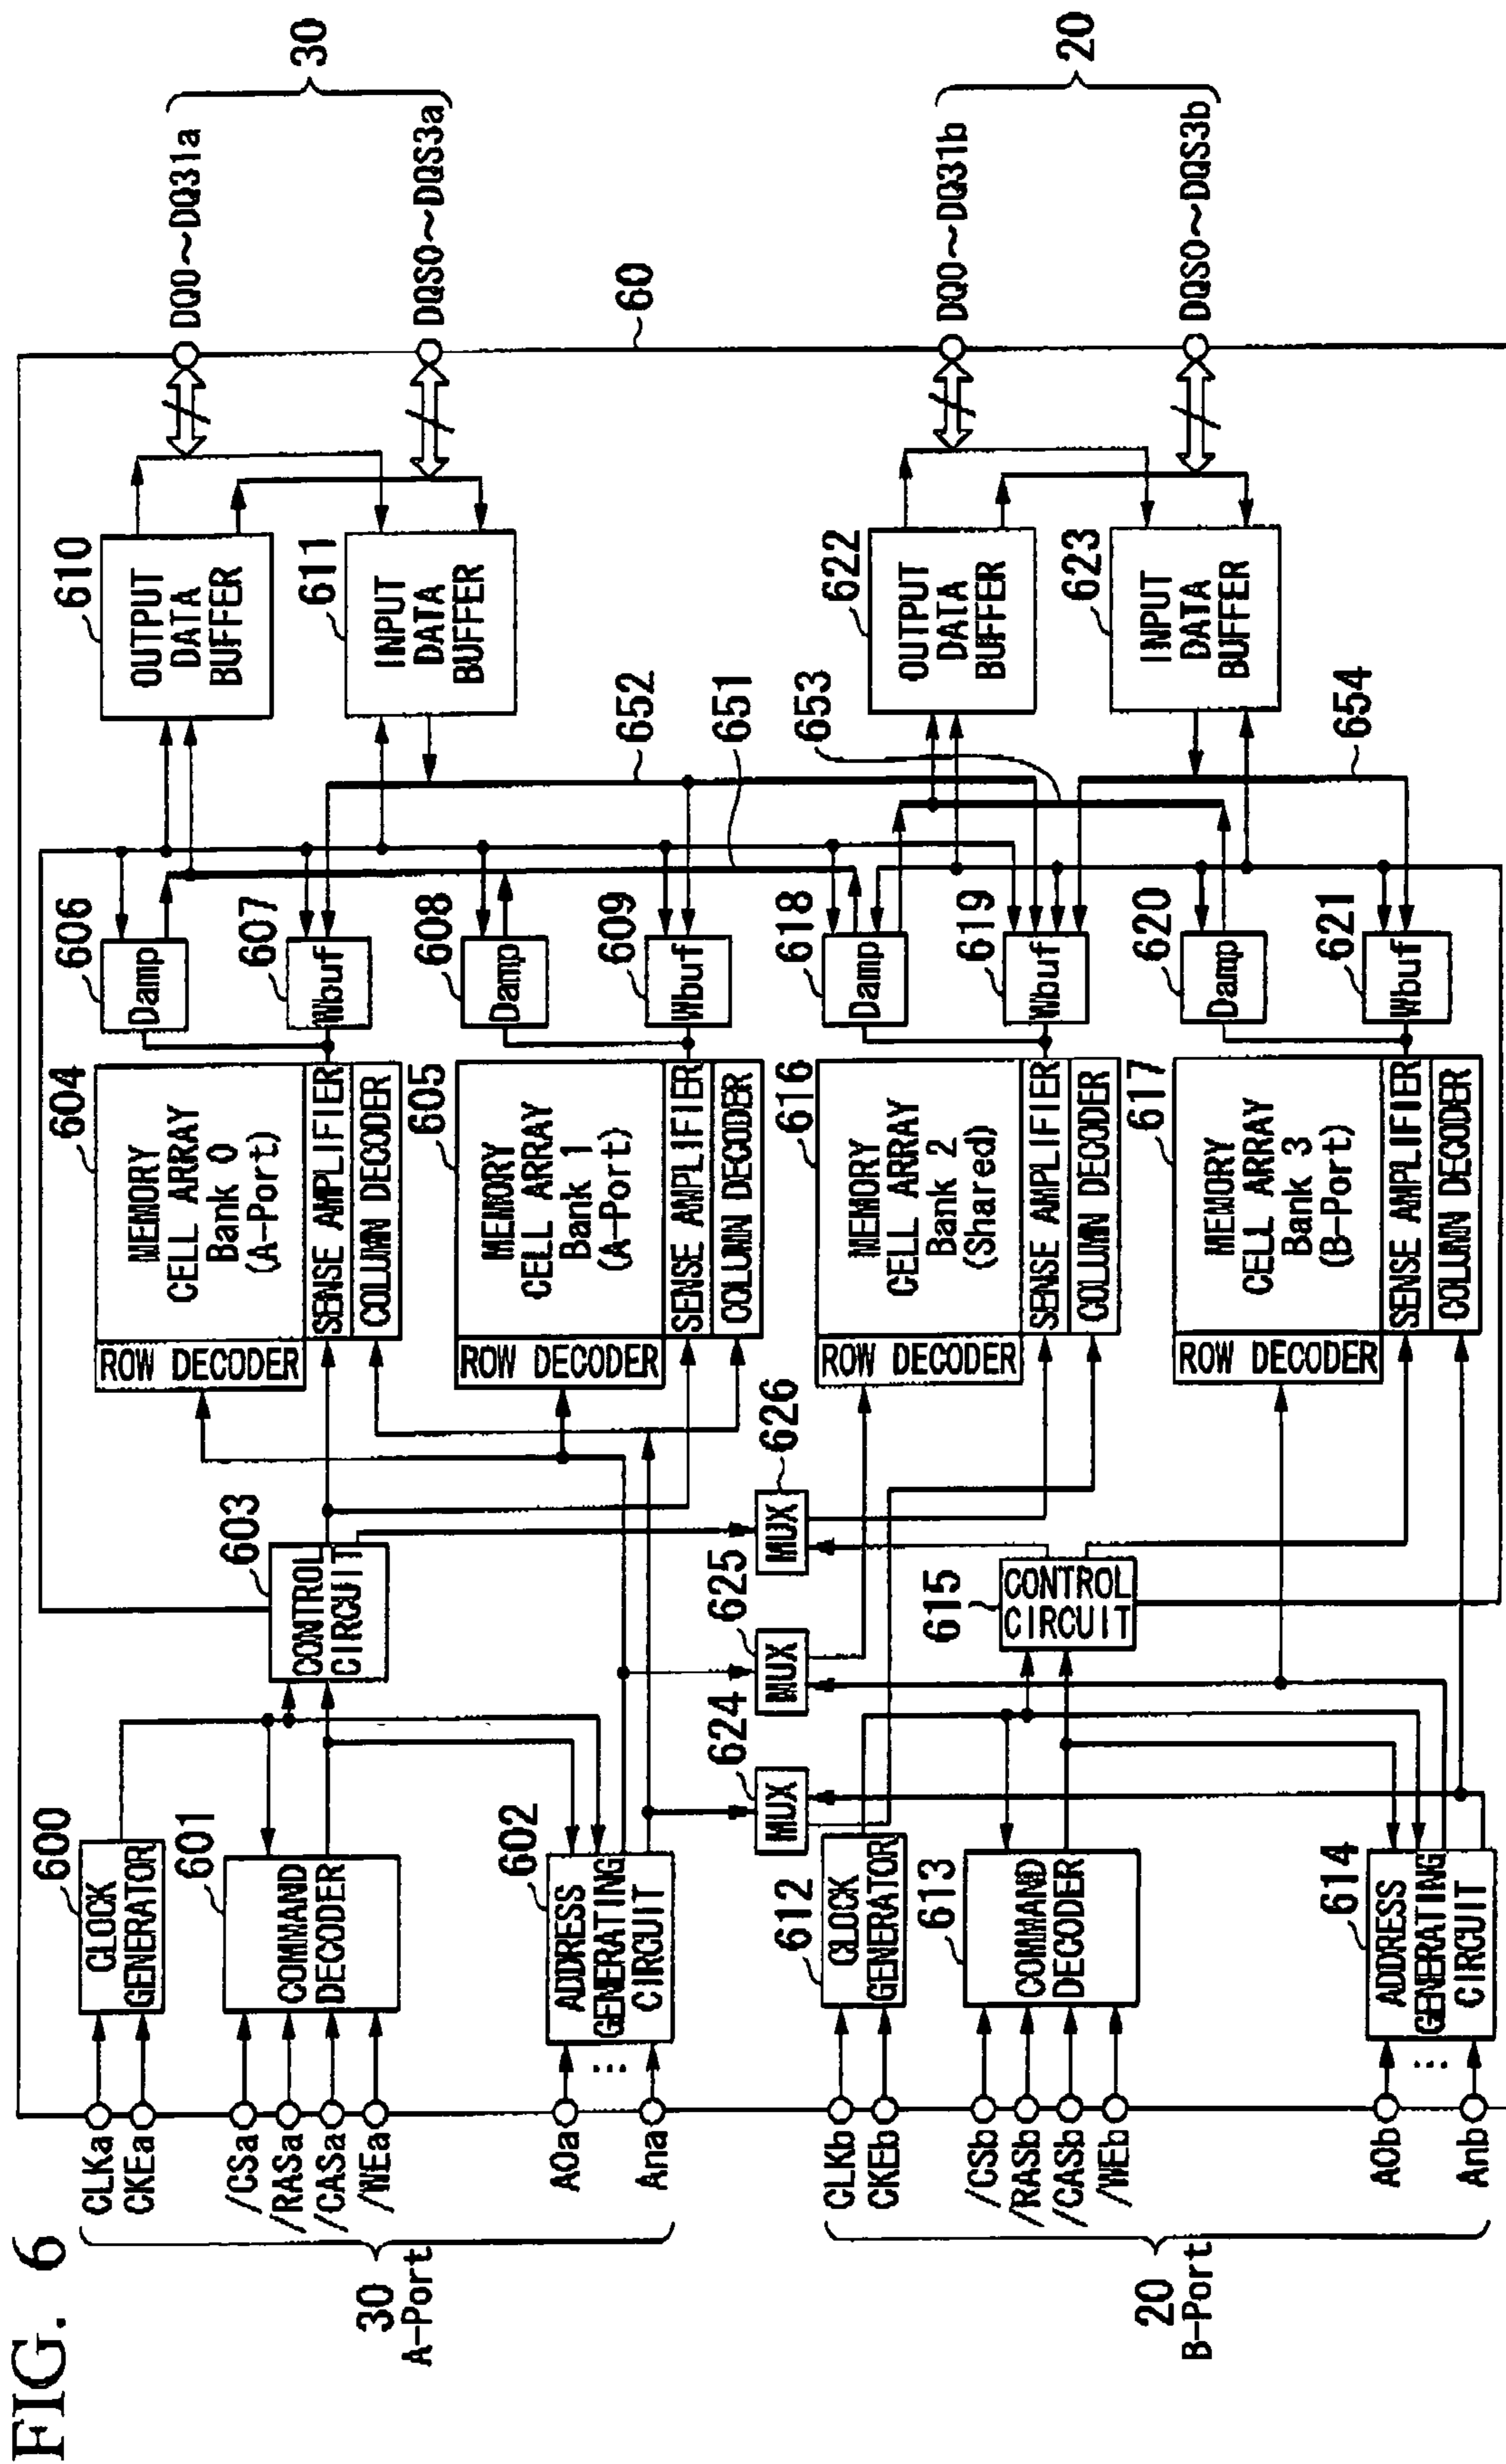 FIG. 6
CLKa
CKEa
/CSa
/RASa
/CASa
/WEa
A0a
Ana
30
A-Port
CLKb
CKEb
/CSb
/RASb
/CASb
/WEb
A0b
Anb
20
B-Port
600
CLOCK
GENERATOR
601
COMMAND
DECODER
602
ADDRESS
GENERATING
CIRCUIT
...
612
CLOCK
GENERATOR
613
COMMAND
DECODER
614
ADDRESS
GENERATING
CIRCUIT
...
603
CONTROL
CIRCUIT
624
MUX
625
MUX
626
MUX
615
CONTROL
CIRCUIT
604
MEMORY
CELL ARRAY
Bank 0
(A-Port)
ROW DECODER
SENSE AMPLIFIER
COLUMN DECODER
605
MEMORY
CELL ARRAY
Bank 1
(A-Port)
ROW DECODER
SENSE AMPLIFIER
COLUMN DECODER
616
MEMORY
CELL ARRAY
Bank 2
(Shared)
ROW DECODER
SENSE AMPLIFIER
COLUMN DECODER
617
MEMORY
CELL ARRAY
Bank 3
(B-Port)
ROW DECODER
SENSE AMPLIFIER
COLUMN DECODER
606
Damp
607
Wbuf
608
Damp
609
Wbuf
618
Damp
619
Wbuf
620
Damp
621
Wbuf
652
651
653
654
610
OUTPUT
DATA
BUFFER
611
INPUT
DATA
BUFFER
622
OUTPUT
DATA
BUFFER
623
INPUT
DATA
BUFFER
60
DQ0~DQ31a
DQS0~DQS3a
30
DQ0~DQ31b
DQS0~DQS3b
20